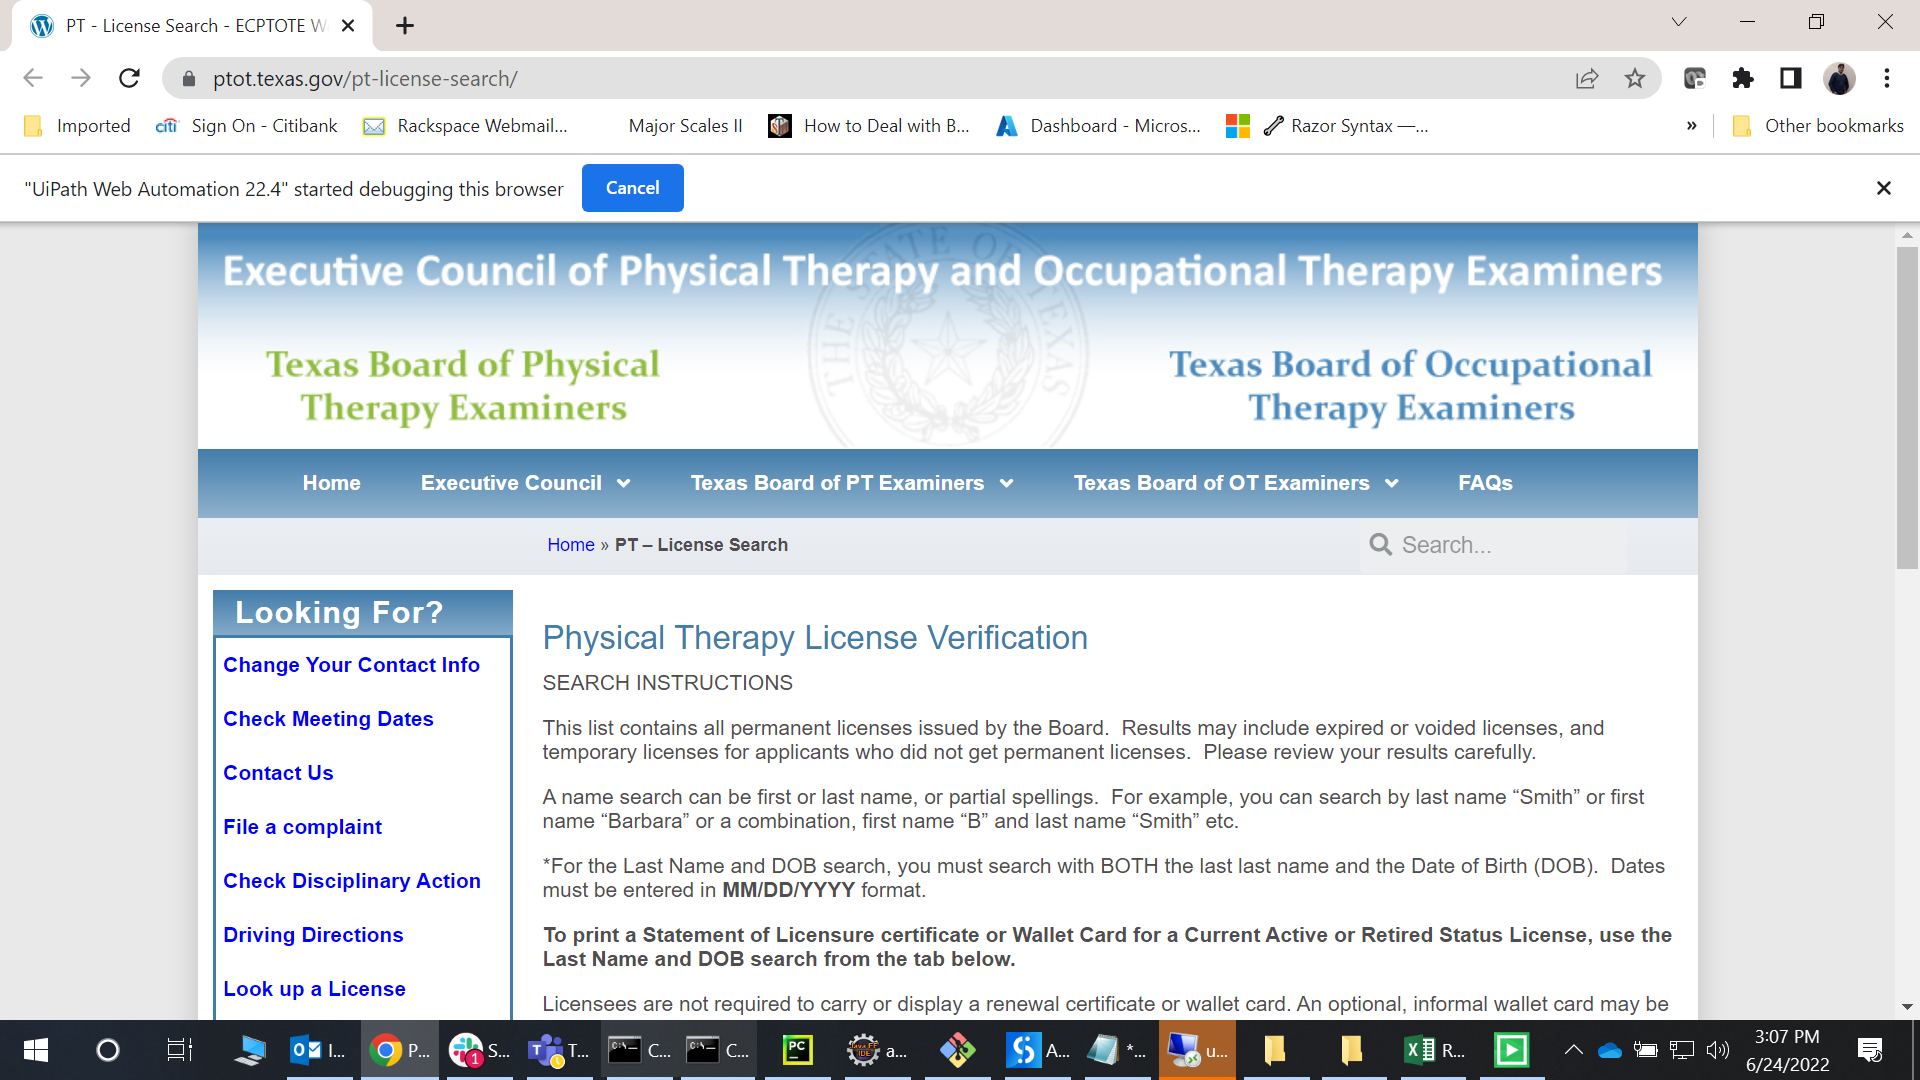 PT - License Search - ECPTOTE W
ptot.texas.gov/pt-license-search/
Imported
citi Sign On - Citibank
Rackspace Webmail...
Major Scales II
How to Deal with B...
Dashboard - Micros...
Razor Syntax —...
»
Other bookmarks
"UiPath Web Automation 22.4" started debugging this browser
Cancel
THE STATE OF TEXAS
Executive Council of Physical Therapy and Occupational Therapy Examiners
Texas Board of Physical
Therapy Examiners
Texas Board of Occupational
Therapy Examiners
Home
Executive Council
Texas Board of PT Examiners
Texas Board of OT Examiners
FAQs
Home » PT – License Search
Search...
Looking For?
Change Your Contact Info
Check Meeting Dates
Contact Us
File a complaint
Check Disciplinary Action
Driving Directions
Look up a License
Physical Therapy License Verification
SEARCH INSTRUCTIONS
This list contains all permanent licenses issued by the Board.  Results may include expired or voided licenses, and
temporary licenses for applicants who did not get permanent licenses.  Please review your results carefully.
A name search can be first or last name, or partial spellings.  For example, you can search by last name “Smith” or first
name “Barbara” or a combination, first name “B” and last name “Smith” etc.
*For the Last Name and DOB search, you must search with BOTH the last last name and the Date of Birth (DOB).  Dates
must be entered in MM/DD/YYYY format.
To print a Statement of Licensure certificate or Wallet Card for a Current Active or Retired Status License, use the
Last Name and DOB search from the tab below.
Licensees are not required to carry or display a renewal certificate or wallet card. An optional, informal wallet card may be
I...
P...
1 S...
T...
C:\-_ C...
C:\-_ C...
PC
a...
A...
*...
u...
R...
3:07 PM
6/24/2022